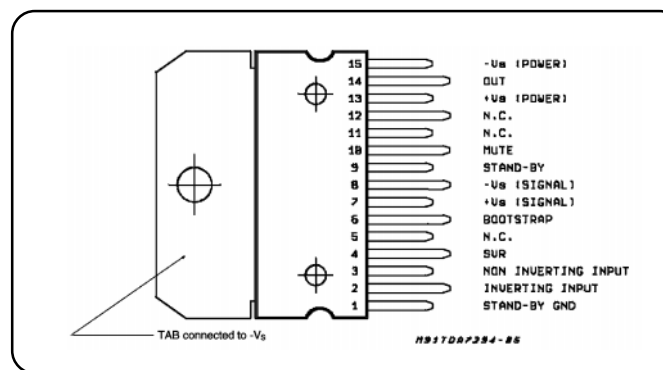 15 -Vs (POWER)
14 OUT
13 +Vs (POWER)
12 N.C.
11 N.C.
10 MUTE
9 STAND-BY
8 -Vs (SIGNAL)
7 +Vs (SIGNAL)
6 BOOTSTRAP
5 N.C.
4 SVR
3 NON INVERTING INPUT
2 INVERTING INPUT
1 STAND-BY GND
TAB connected to -Vs
M93TDA7294-05